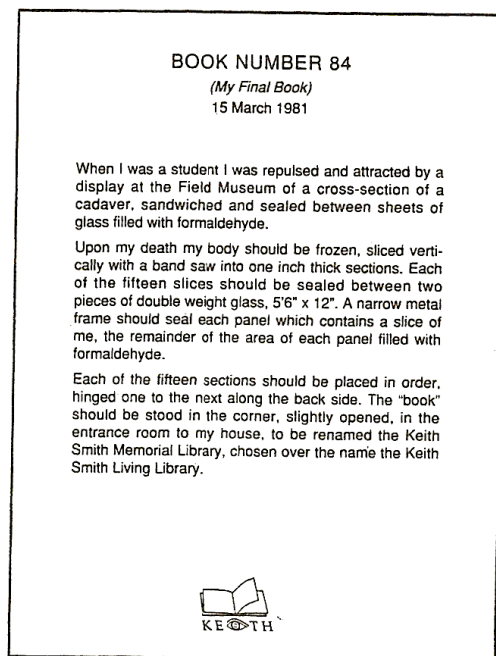 BOOK NUMBER 84
(My Final Book)
15 March 1981
When I was a student I was repulsed and attracted by a
display at the Field Museum of a cross-section of a
cadaver, sandwiched and sealed between sheets of
glass filled with formaldehyde.
Upon my death my body should be frozen, sliced verti-
cally with a band saw into one inch thick sections. Each
of the fifteen slices should be sealed between two
pieces of double weight glass, 5'6" x 12". A narrow metal
frame should seal each panel which contains a slice of
me, the remainder of the area of each panel filled with
formaldehyde.
Each of the fifteen sections should be placed in order,
hinged one to the next along the back side. The "book"
should be stood in the corner, slightly opened, in the
entrance room to my house, to be renamed the Keith
Smith Memorial Library, chosen over the name the Keith
Smith Living Library.
KEITH